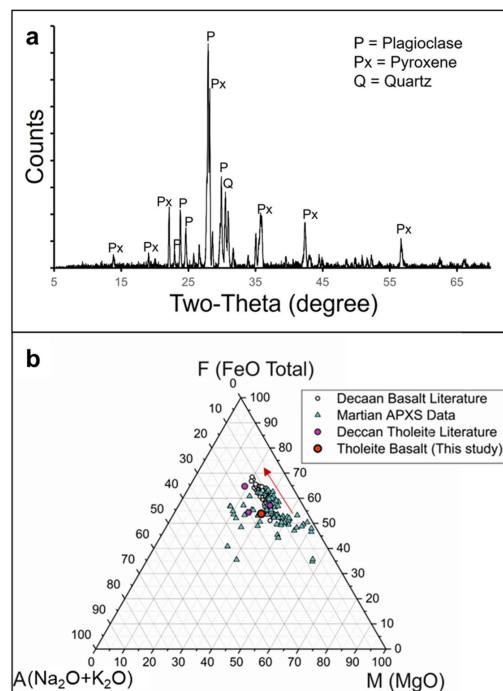 a
P = Plagioclase
Px = Pyroxene
Q = Quartz
P
Px
P
Q
Px
P
P
P
Px
Px
Px
Px
Px
Counts
5 15 25 35 45 55 65
Two-Theta (degree)
b
F (FeO Total)
Decaan Basalt Literature
Martian APXS Data
Deccan Tholeite Literature
Tholeite Basalt (This study)
0 100
10 90
20 80
30 70
40 60
50 50
60 40
70 30
80 20
90 10
100 0
0 10 20 30 40 50 60 70 80 90 100
A(Na₂O+K₂O)
M (MgO)